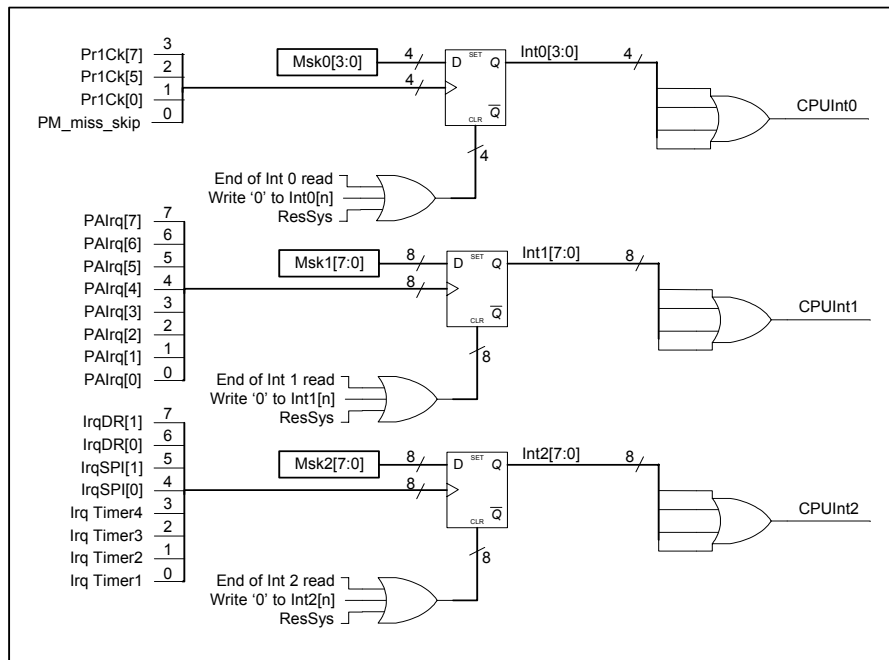 Pr1Ck[7] 3
Pr1Ck[5] 2
Pr1Ck[0] 1
PM_miss_skip 0
Msk0[3:0]
4
4
D SET Q
Q
CLR
4
Int0[3:0] 4
CPUInt0
End of Int 0 read
Write ‘0’ to Int0[n]
ResSys
PAIrq[7] 7
PAIrq[6] 6
PAIrq[5] 5
PAIrq[4] 4
PAIrq[3] 3
PAIrq[2] 2
PAIrq[1] 1
PAIrq[0] 0
Msk1[7:0]
8
8
D SET Q
Q
CLR
8
Int1[7:0] 8
CPUInt1
End of Int 1 read
Write ‘0’ to Int1[n]
ResSys
IrqDR[1] 7
IrqDR[0] 6
IrqSPI[1] 5
IrqSPI[0] 4
Irq Timer4 3
Irq Timer3 2
Irq Timer2 1
Irq Timer1 0
Msk2[7:0]
8
8
D SET Q
Q
CLR
8
Int2[7:0] 8
CPUInt2
End of Int 2 read
Write ‘0’ to Int2[n]
ResSys